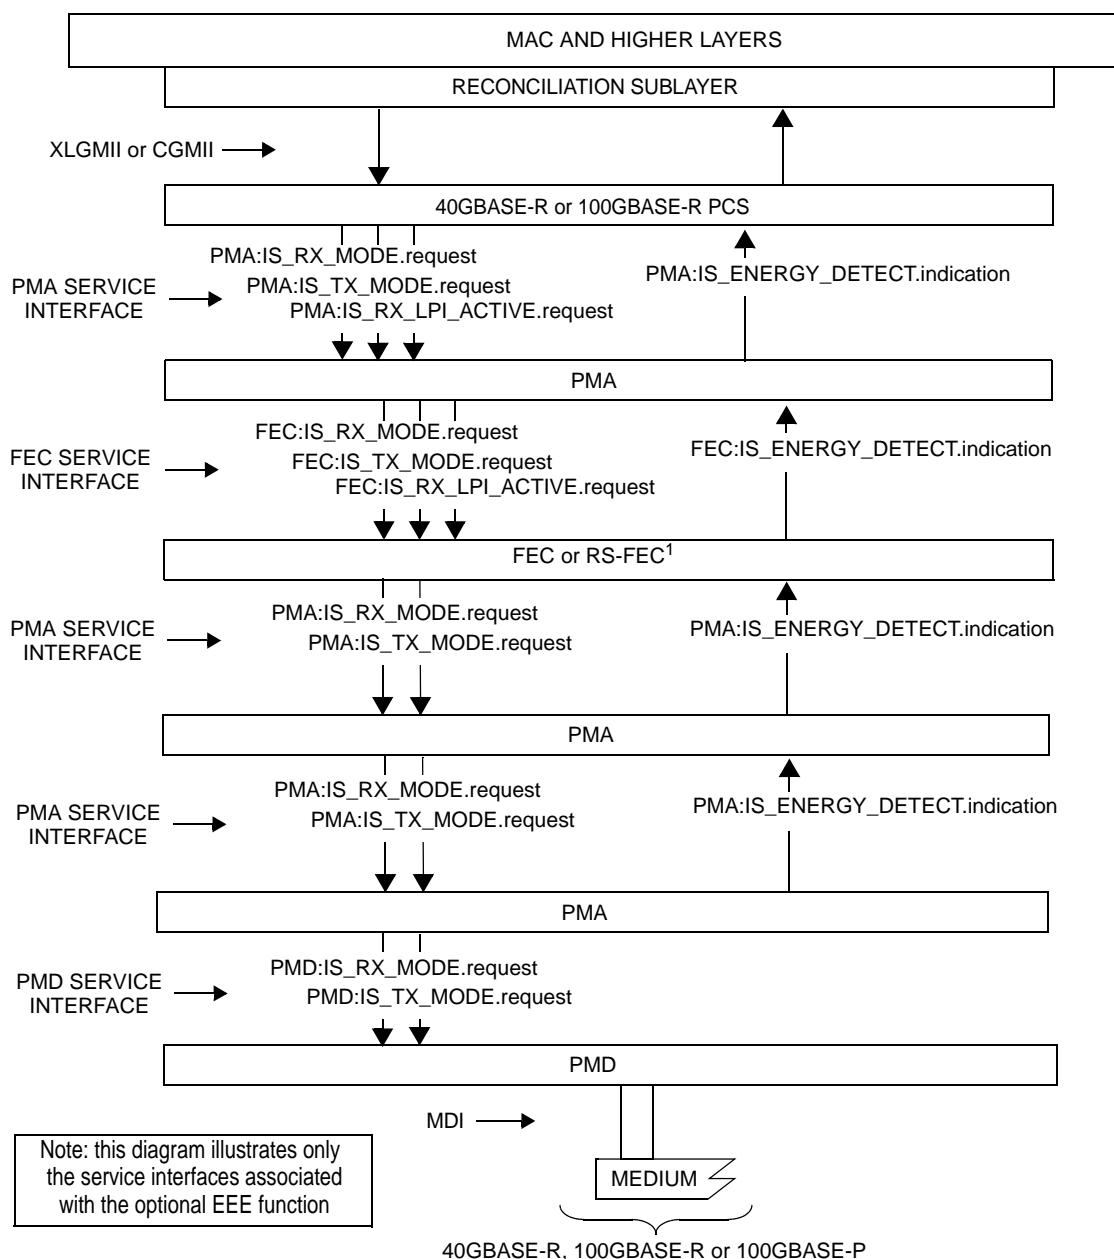 MAC AND HIGHER LAYERS
RECONCILIATION SUBLAYER
XLGMII or CGMII
40GBASE-R or 100GBASE-R PCS
PMA:IS_RX_MODE.request
PMA:IS_TX_MODE.request
PMA:IS_RX_LPI_ACTIVE.request
PMA:IS_ENERGY_DETECT.indication
PMA SERVICE
INTERFACE
PMA
FEC:IS_RX_MODE.request
FEC:IS_TX_MODE.request
FEC:IS_RX_LPI_ACTIVE.request
FEC:IS_ENERGY_DETECT.indication
FEC SERVICE
INTERFACE
FEC or RS-FEC¹
PMA:IS_RX_MODE.request
PMA:IS_TX_MODE.request
PMA:IS_ENERGY_DETECT.indication
PMA SERVICE
INTERFACE
PMA
PMA:IS_RX_MODE.request
PMA:IS_TX_MODE.request
PMA:IS_ENERGY_DETECT.indication
PMA SERVICE
INTERFACE
PMA
PMD:IS_RX_MODE.request
PMD:IS_TX_MODE.request
PMD SERVICE
INTERFACE
PMD
MDI
Note: this diagram illustrates only
the service interfaces associated
with the optional EEE function
MEDIUM
40GBASE-R, 100GBASE-R or 100GBASE-P